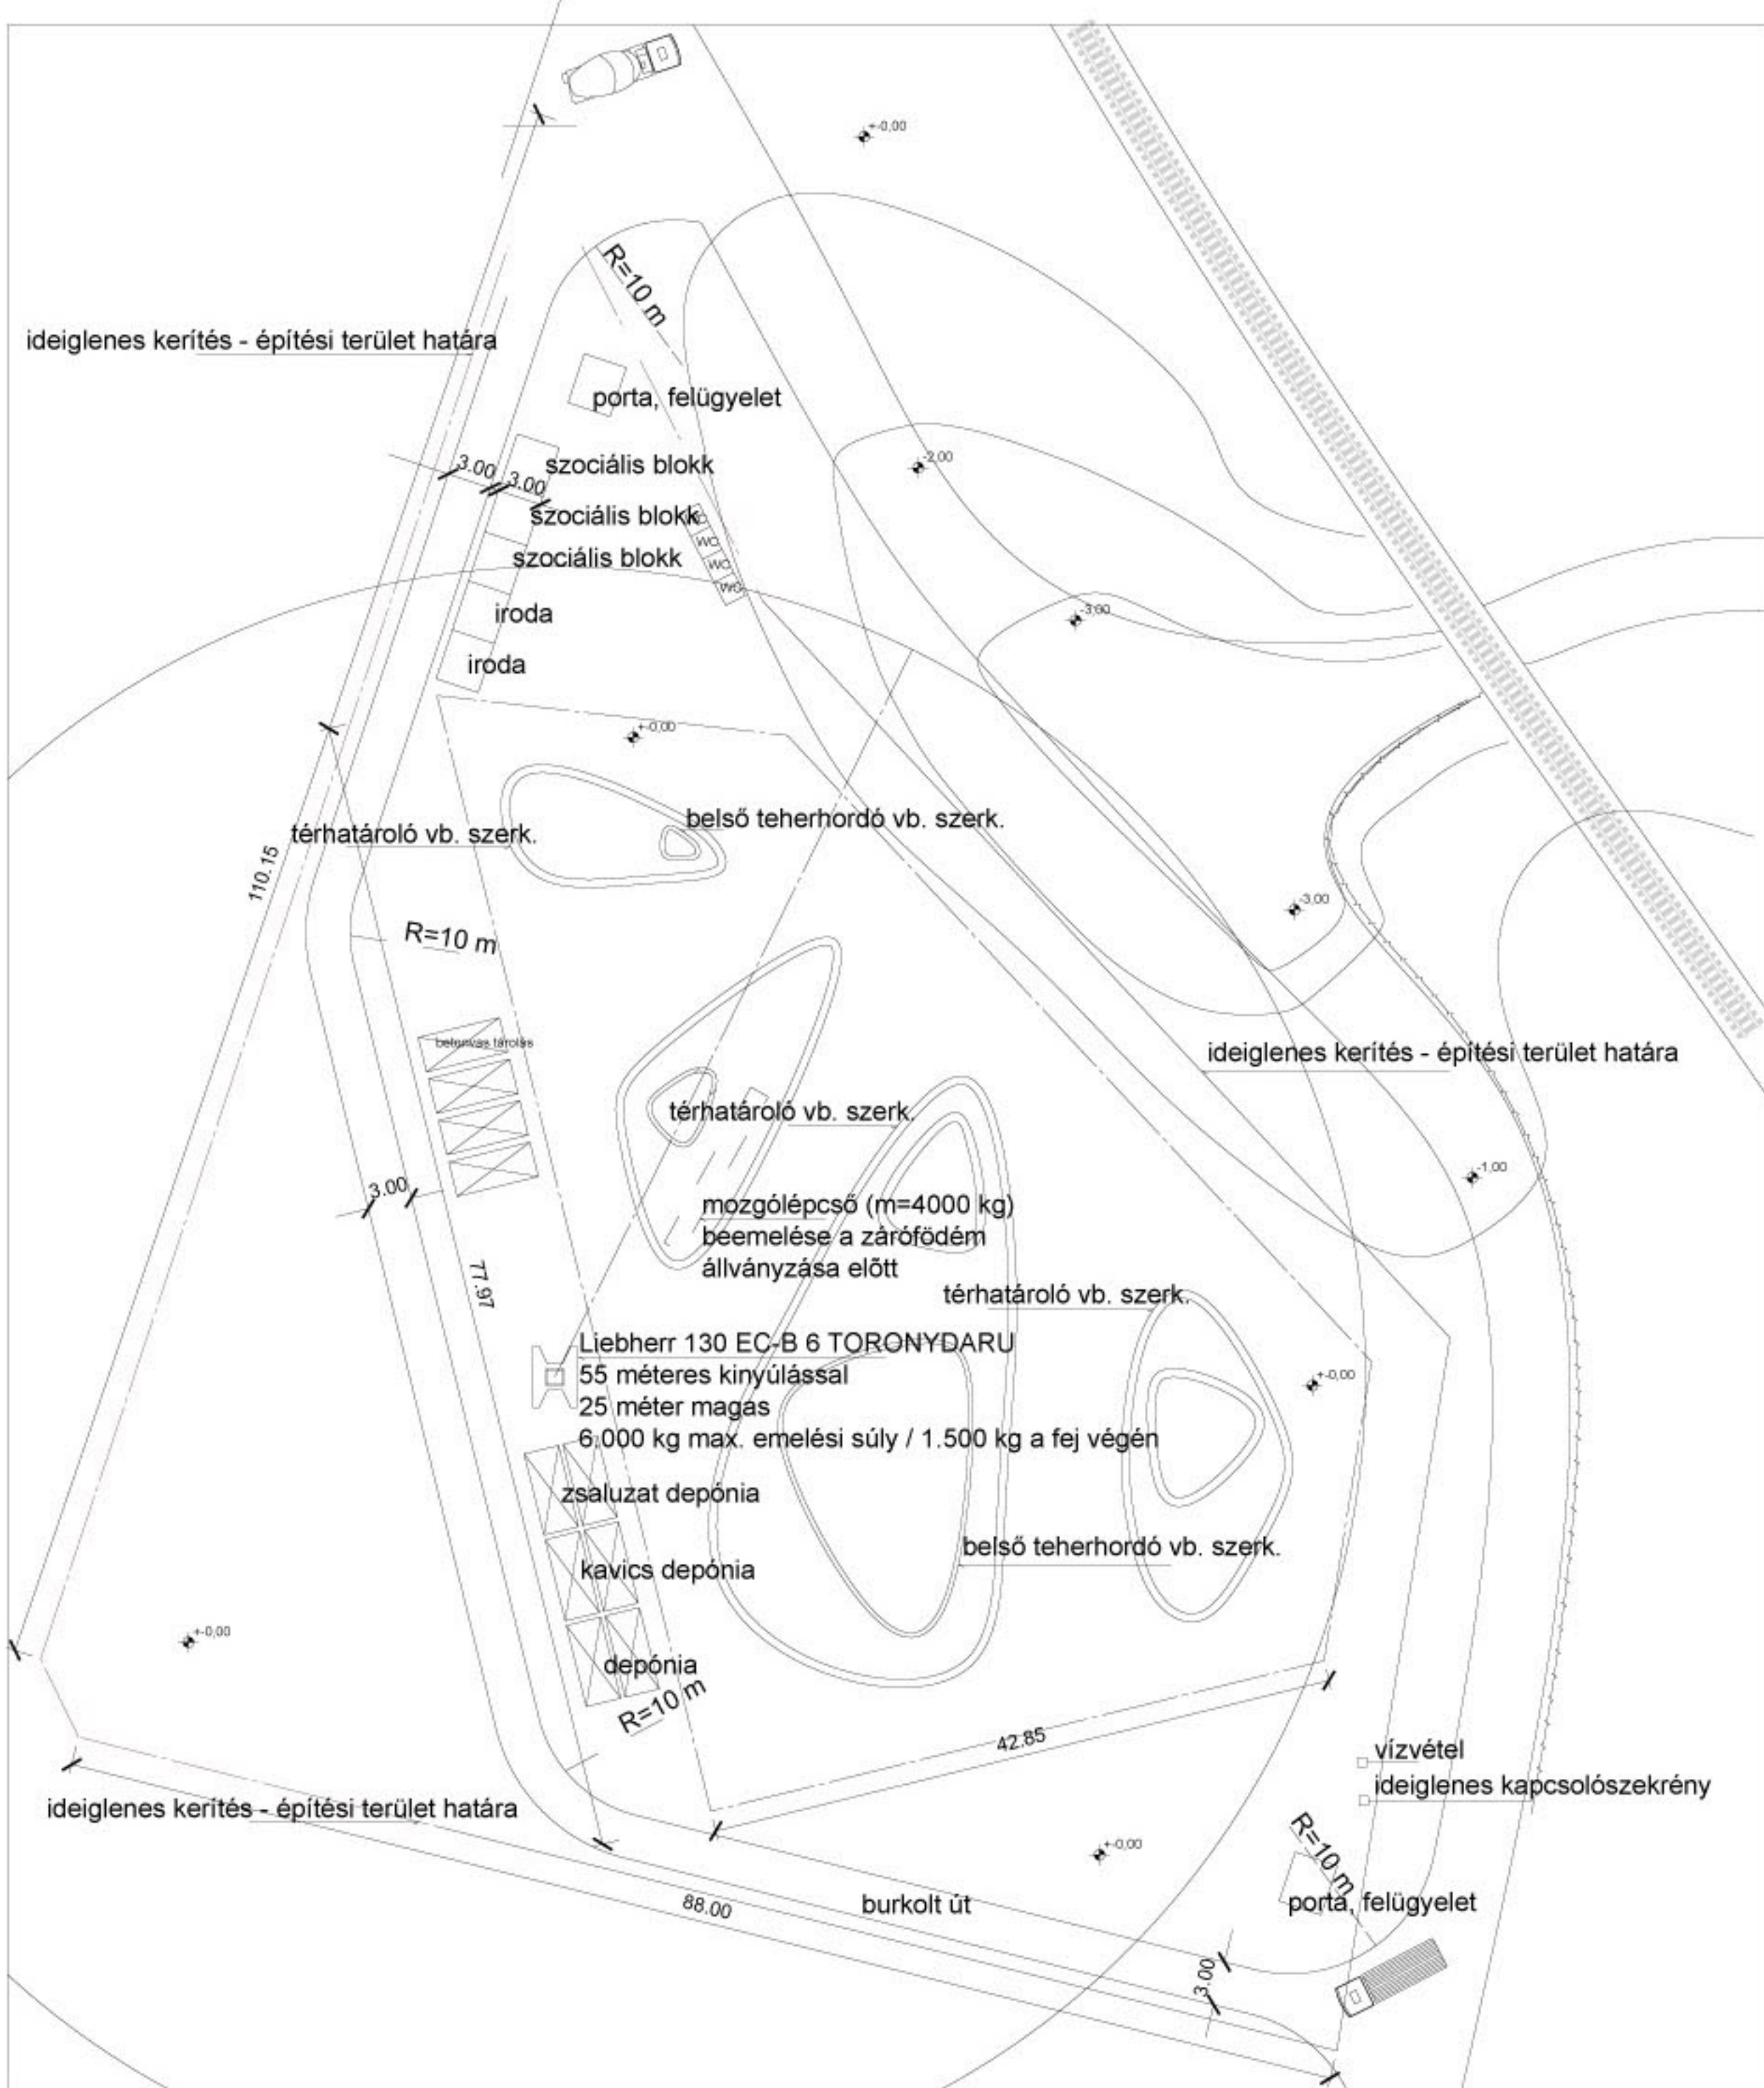 +-0,00
R=10 m
ideiglenes kerítés - építési terület határa
porta, felügyelet
-2,00
3.00
3.00
szociális blokk
szociális blokk
WC
szociális blokk
WC
WC
iroda
-3,00
iroda
+-0,00
belső teherhordó vb. szerk.
térhatároló vb. szerk.
110.15
-3,00
R=10 m
betonvas tárolás
ideiglenes kerítés - építési terület határa
térhatároló vb. szerk.
-1,00
3.00
mozgólépcső (m=4000 kg)
beemelése a zárófödém
állványzása elõtt
77.97
térhatároló vb. szerk.
Liebherr 130 EC-B 6 TORONYDARU
55 méteres kinyúlással
25 méter magas
6.000 kg max. emelési súly / 1.500 kg a fej végén
+-0,00
zsaluzat depónia
belső teherhordó vb. szerk.
kavics depónia
+-0,00
depónia
R=10 m
42.85
vízvétel
ideiglenes kapcsolószekrény
ideiglenes kerítés - építési terület határa
+-0,00
R=10 m
88.00
burkolt út
porta, felügyelet
3.00